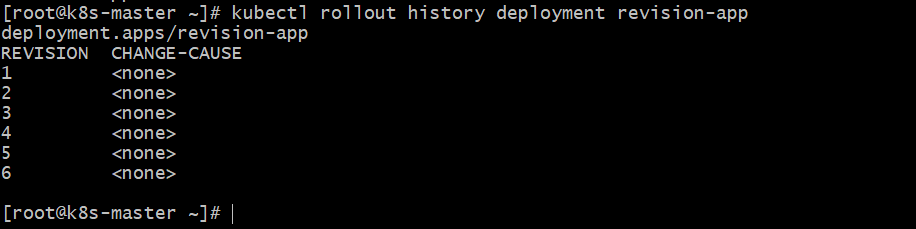 [root@k8s-master ~]# kubectl rollout history deployment revision-app
deployment.apps/revision-app
REVISION  CHANGE-CAUSE
1         <none>
2         <none>
3         <none>
4         <none>
5         <none>
6         <none>
[root@k8s-master ~]#